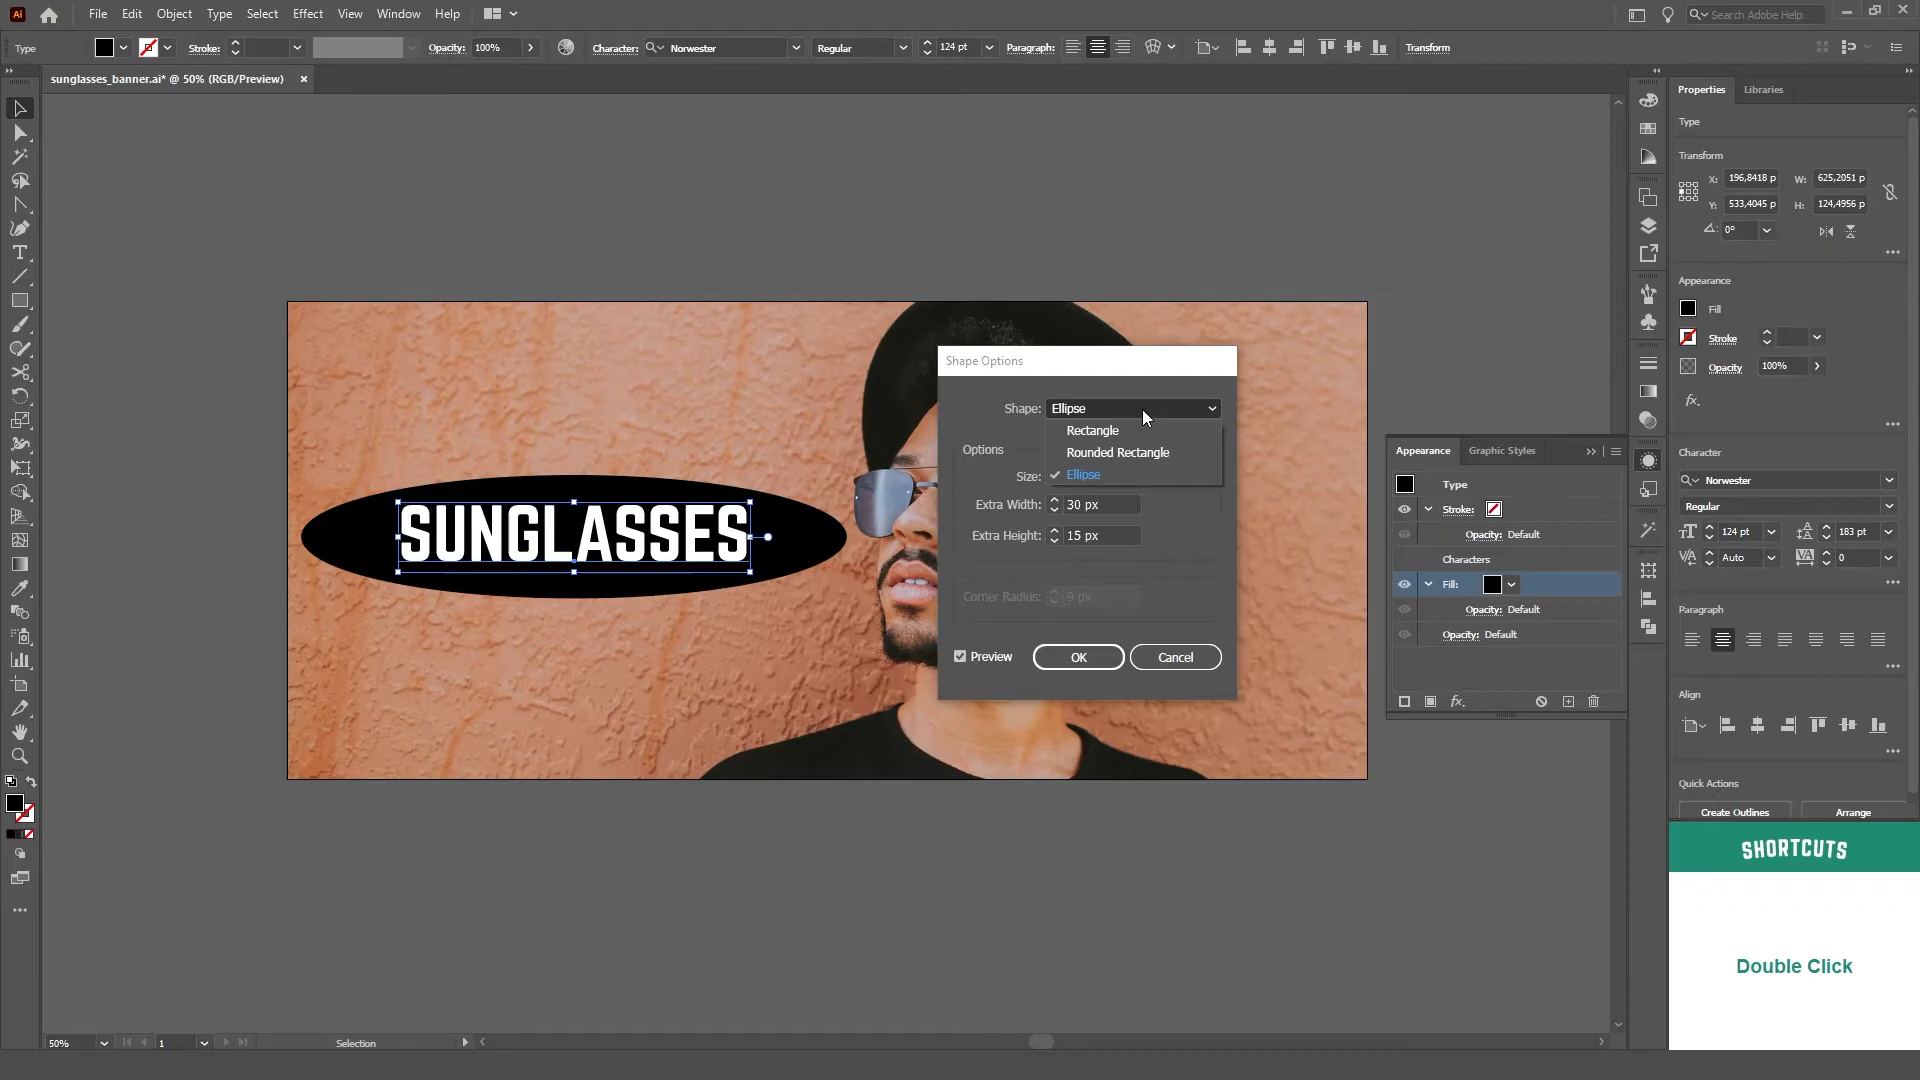 Ai File Edit Object Type Select Effect View Window Help Search Adobe Help
Type Stroke: Opacity: 100% Character: Norwester Regular 124 pt Paragraph: Transform
sunglasses_banner.ai* @ 50% (RGB/Preview)
SUNGLASSES
Shape Options
Shape: Ellipse
Rectangle
Rounded Rectangle
Ellipse
Options
Size:
Extra Width: 30 px
Extra Height: 15 px
Corner Radius: 9 px
Preview OK Cancel
Appearance Graphic Styles
Type
Stroke:
Opacity: Default
Characters
Fill:
Opacity: Default
Opacity: Default
Properties Libraries
Type
Transform
X: 196,8418 p W: 625,2051 p
Y: 533,4045 p H: 124,4956 p
0°
Appearance
Fill
Stroke
Opacity 100%
fx.
Character
Norwester
Regular
124 pt 183 pt
Auto 0
Paragraph
Align
Quick Actions
Create Outlines Arrange
SHORTCUTS
Double Click
50% 1 Selection